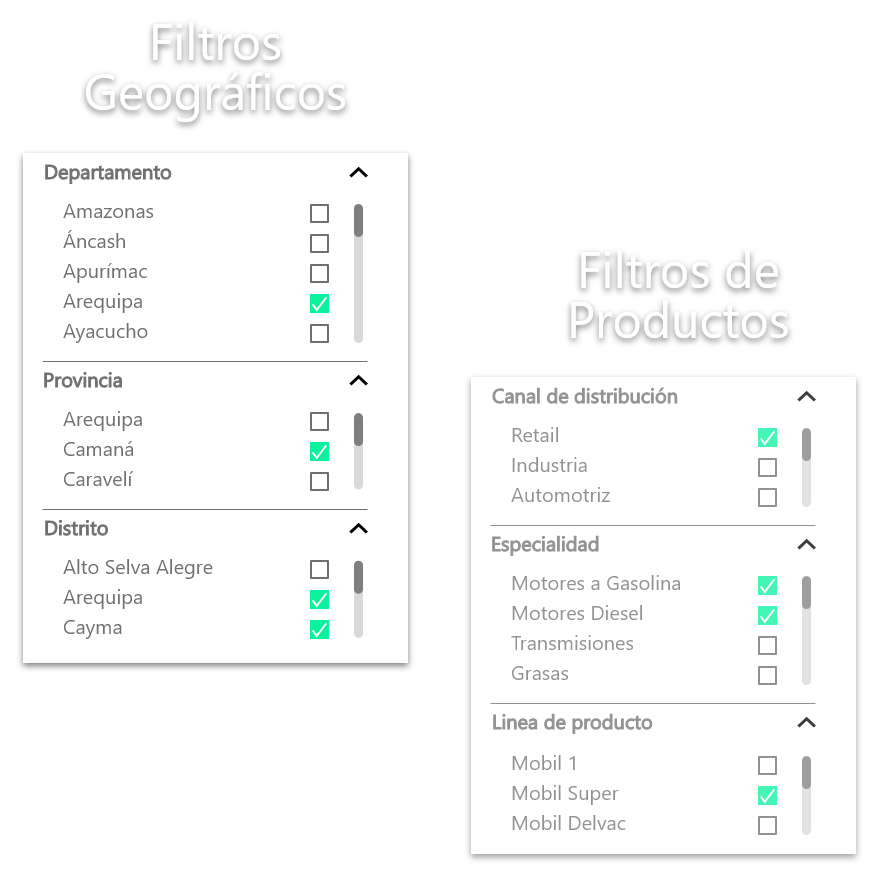 Filtros
Geográficos
Departamento
Amazonas
Áncash
Apurímac
Arequipa
Ayacucho
Provincia
Arequipa
Camaná
Caravelí
Distrito
Alto Selva Alegre
Arequipa
Cayma
Filtros de
Productos
Canal de distribución
Retail
Industria
Automotriz
Especialidad
Motores a Gasolina
Motores Diesel
Transmisiones
Grasas
Linea de producto
Mobil 1
Mobil Super
Mobil Delvac